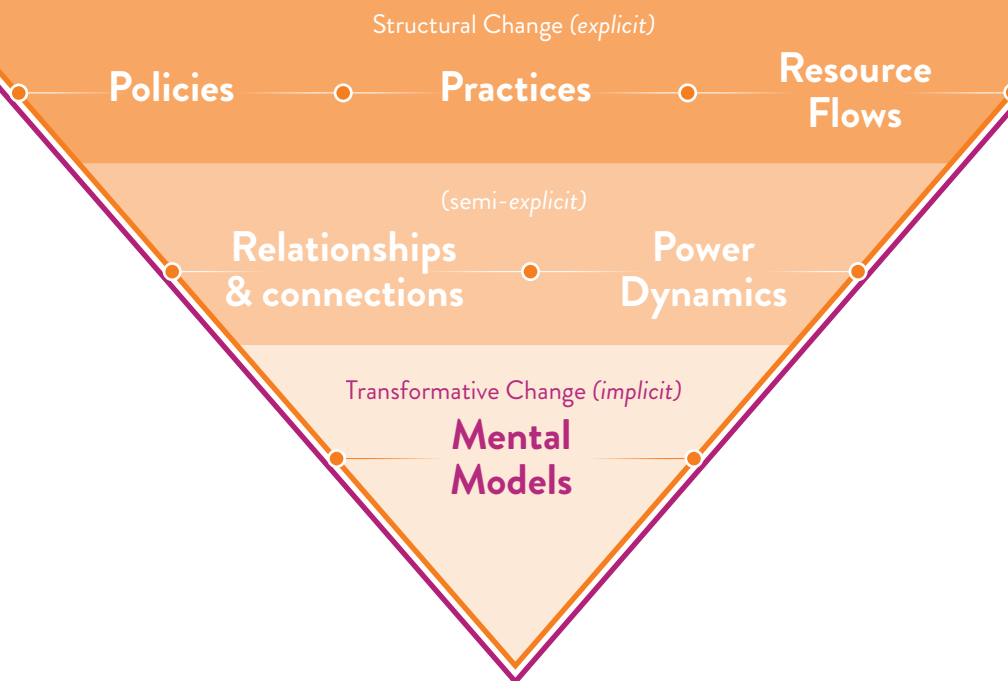 Structural Change (explicit)
Policies
Practices
Resource
Flows
(semi-explicit)
Relationships
& connections
Power
Dynamics
Transformative Change (implicit)
Mental
Models